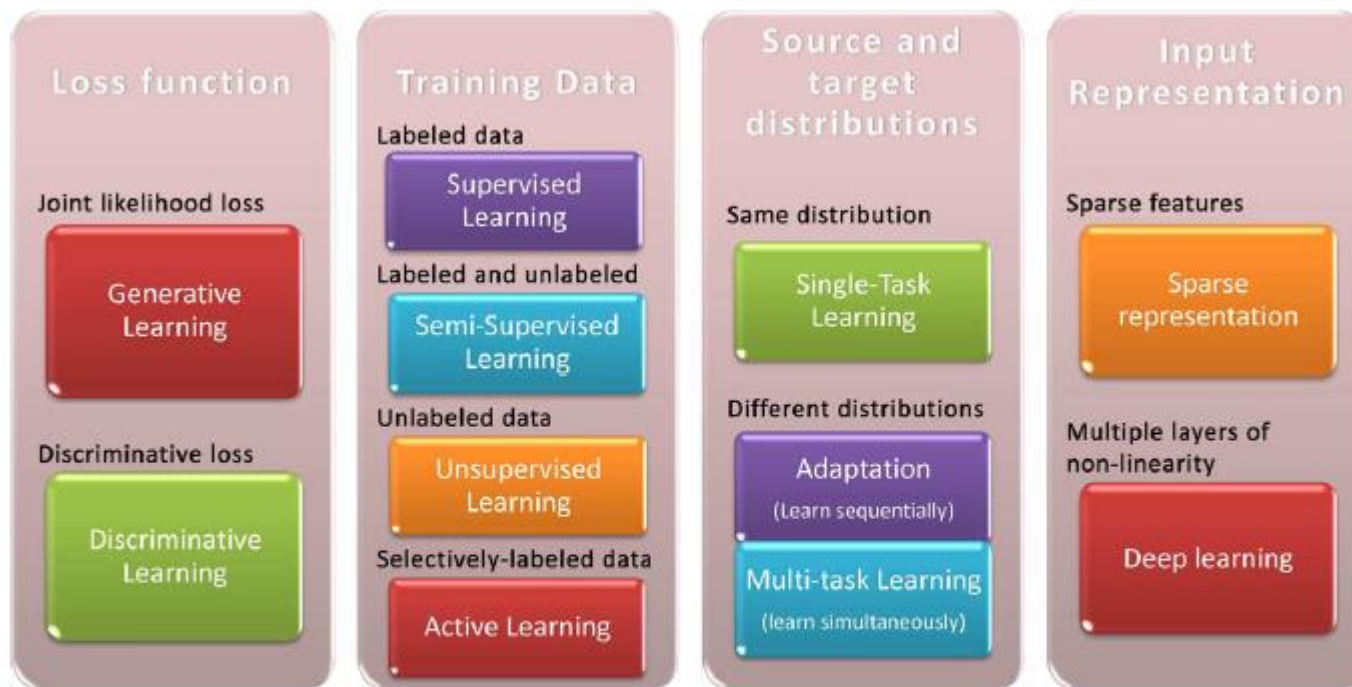 Loss function
Joint likelihood loss
Generative
Learning
Discriminative loss
Discriminative
Learning
Training Data
Labeled data
Supervised
Learning
Labeled and unlabeled
Semi-Supervised
Learning
Unlabeled data
Unsupervised
Learning
Selectively-labeled data
Active Learning
Source and
target
distributions
Same distribution
Single-Task
Learning
Different distributions
Adaptation
(Learn sequentially)
Multi-task Learning
(learn simultaneously)
Input
Representation
Sparse features
Sparse
representation
Multiple layers of
non-linearity
Deep learning